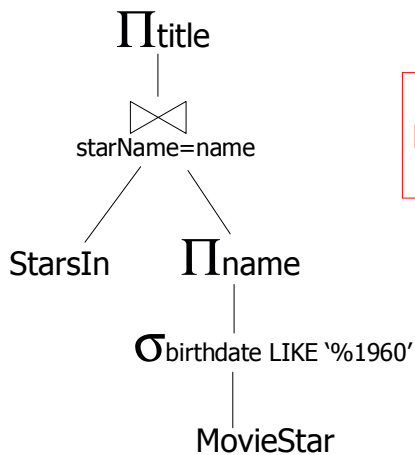 Πtitle
⋈
starName=name
StarsIn
Πname
σbirthdate LIKE ‘%1960’
MovieStar